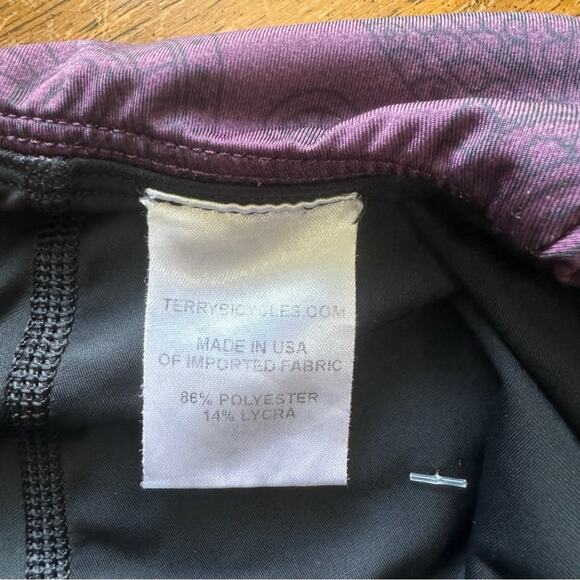 TERRYBICYCLES.COM
MADE IN USA
OF IMPORTED FABRIC
86% POLYESTER
14% LYCRA